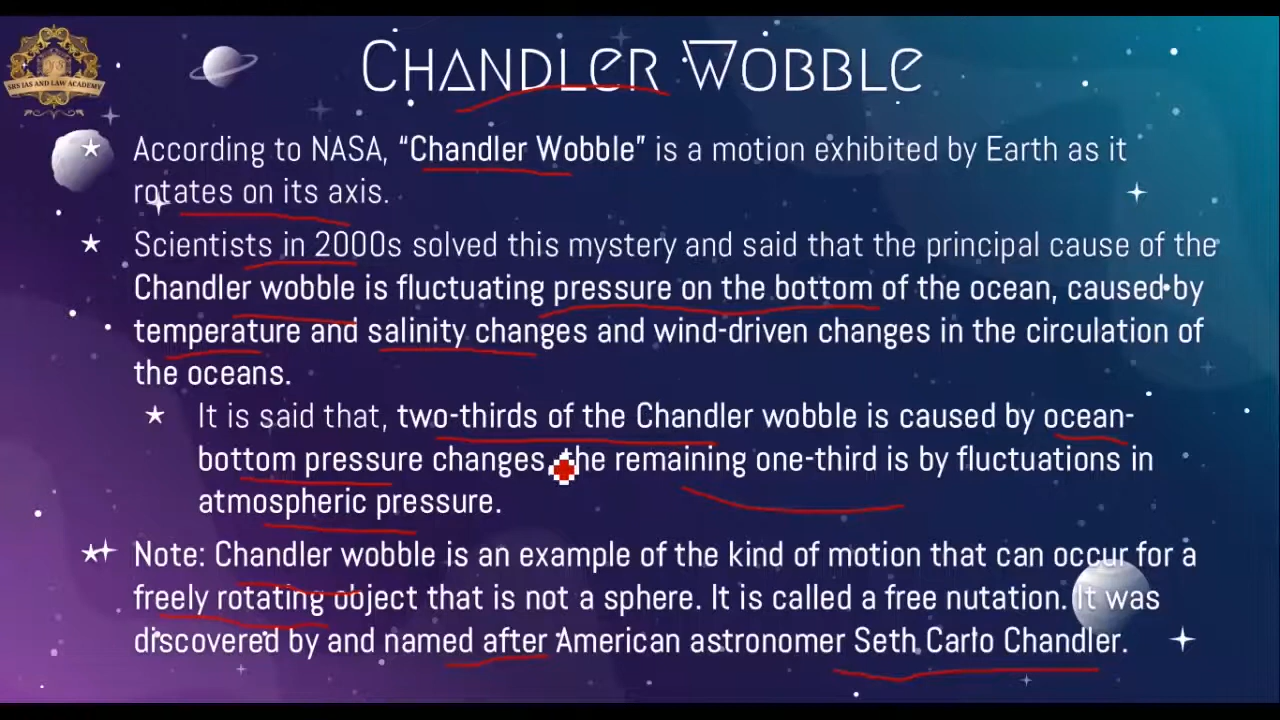 SRS IAS AND LAW ACADEMY
CHANDLER WOBBLE
According to NASA, “Chandler Wobble” is a motion exhibited by Earth as it
rotates on its axis.
Scientists in 2000s solved this mystery and said that the principal cause of the
Chandler wobble is fluctuating pressure on the bottom of the ocean, caused by
temperature and salinity changes and wind-driven changes in the circulation of
the oceans.
It is said that, two-thirds of the Chandler wobble is caused by ocean-
bottom pressure changes, the remaining one-third is by fluctuations in
atmospheric pressure.
Note: Chandler wobble is an example of the kind of motion that can occur for a
freely rotating object that is not a sphere. It is called a free nutation. It was
discovered by and named after American astronomer Seth Carlo Chandler.